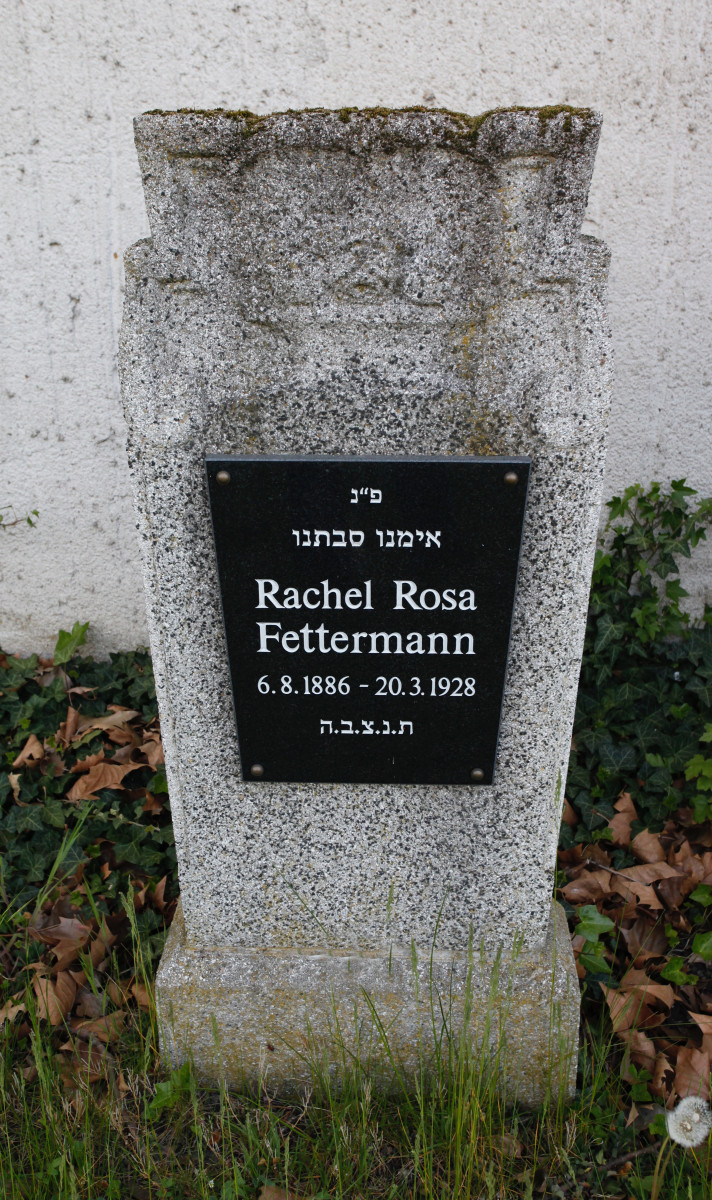 פ״נ
אימנו סבתנו
Rachel Rosa
Fettermann
6.8.1886 - 20.3.1928
ת.נ.צ.ב.ה